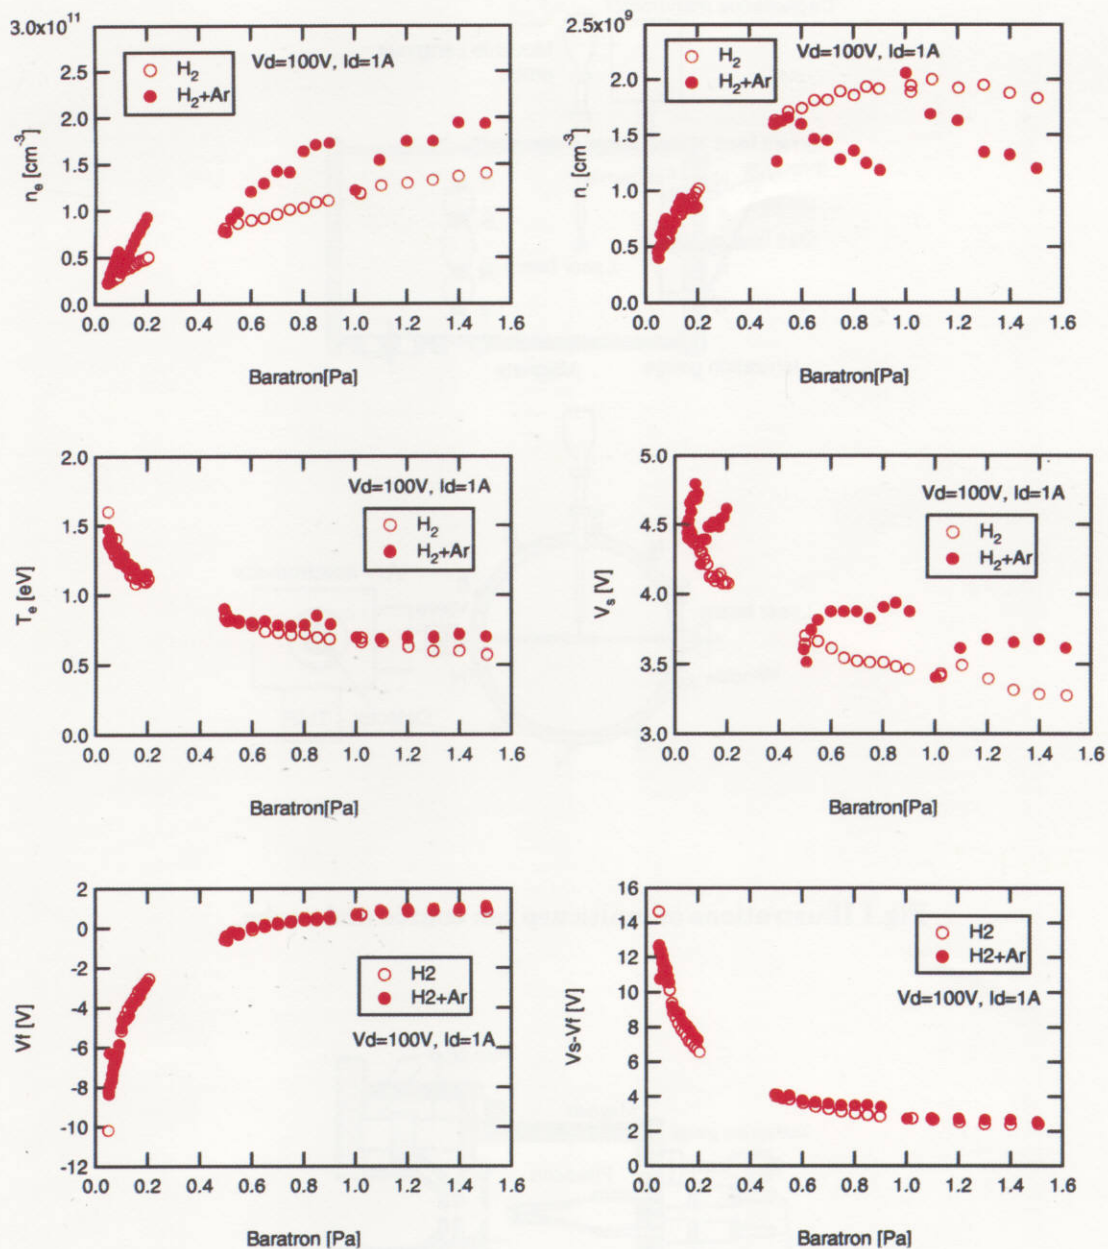 3.0x10¹¹
2.5
2.0
1.5
1.0
0.5
0.0
nₑ [cm⁻³]
H₂
H₂+Ar
Vd=100V, Id=1A
0.0 0.2 0.4 0.6 0.8 1.0 1.2 1.4 1.6
Baratron[Pa]
2.5x10⁹
2.0
1.5
1.0
0.5
0.0
n₋ [cm⁻³]
Vd=100V, Id=1A
H₂
H₂+Ar
0.0 0.2 0.4 0.6 0.8 1.0 1.2 1.4 1.6
Baratron[Pa]
2.0
1.5
1.0
0.5
0.0
Tₑ [eV]
Vd=100V, Id=1A
H₂
H₂+Ar
0.0 0.2 0.4 0.6 0.8 1.0 1.2 1.4 1.6
Baratron[Pa]
5.0
4.5
4.0
3.5
3.0
Vₛ [V]
Vd=100V, Id=1A
H₂
H₂+Ar
0.0 0.2 0.4 0.6 0.8 1.0 1.2 1.4 1.6
Baratron[Pa]
2
0
-2
-4
-6
-8
-10
-12
Vf [V]
H2
H2+Ar
Vd=100V, Id=1A
0.0 0.2 0.4 0.6 0.8 1.0 1.2 1.4 1.6
Baratron [Pa]
16
14
12
10
8
6
4
2
0
Vs-Vf [V]
H2
H2+Ar
Vd=100V, Id=1A
0.0 0.2 0.4 0.6 0.8 1.0 1.2 1.4 1.6
Baratron [Pa]